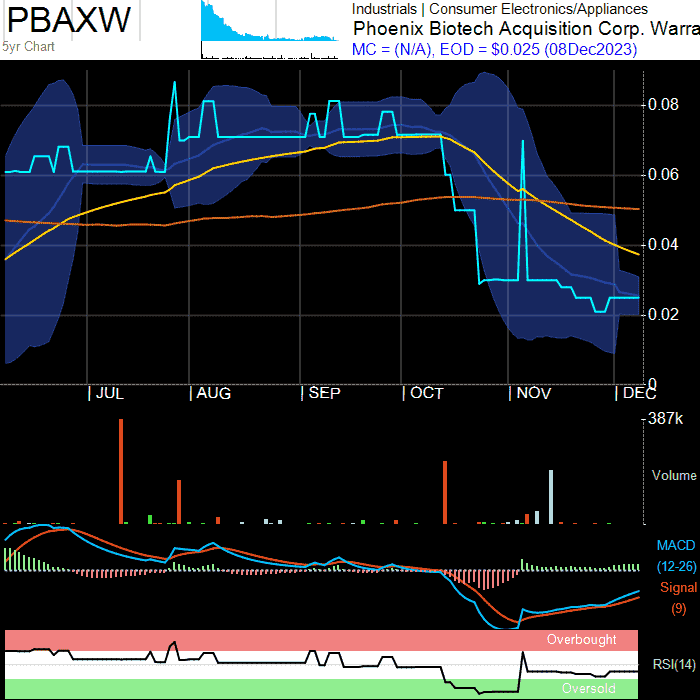 PBAXW
5yr Chart
Industrials | Consumer Electronics/Appliances
Phoenix Biotech Acquisition Corp. Warra
MC = (N/A), EOD = $0.025 (08Dec2023)
0.08
0.06
0.04
0.02
0
| JUL | AUG | SEP | OCT | NOV | DEC
387k
Volume
MACD
(12-26)
Signal
(9)
Overbought
RSI(14)
Oversold